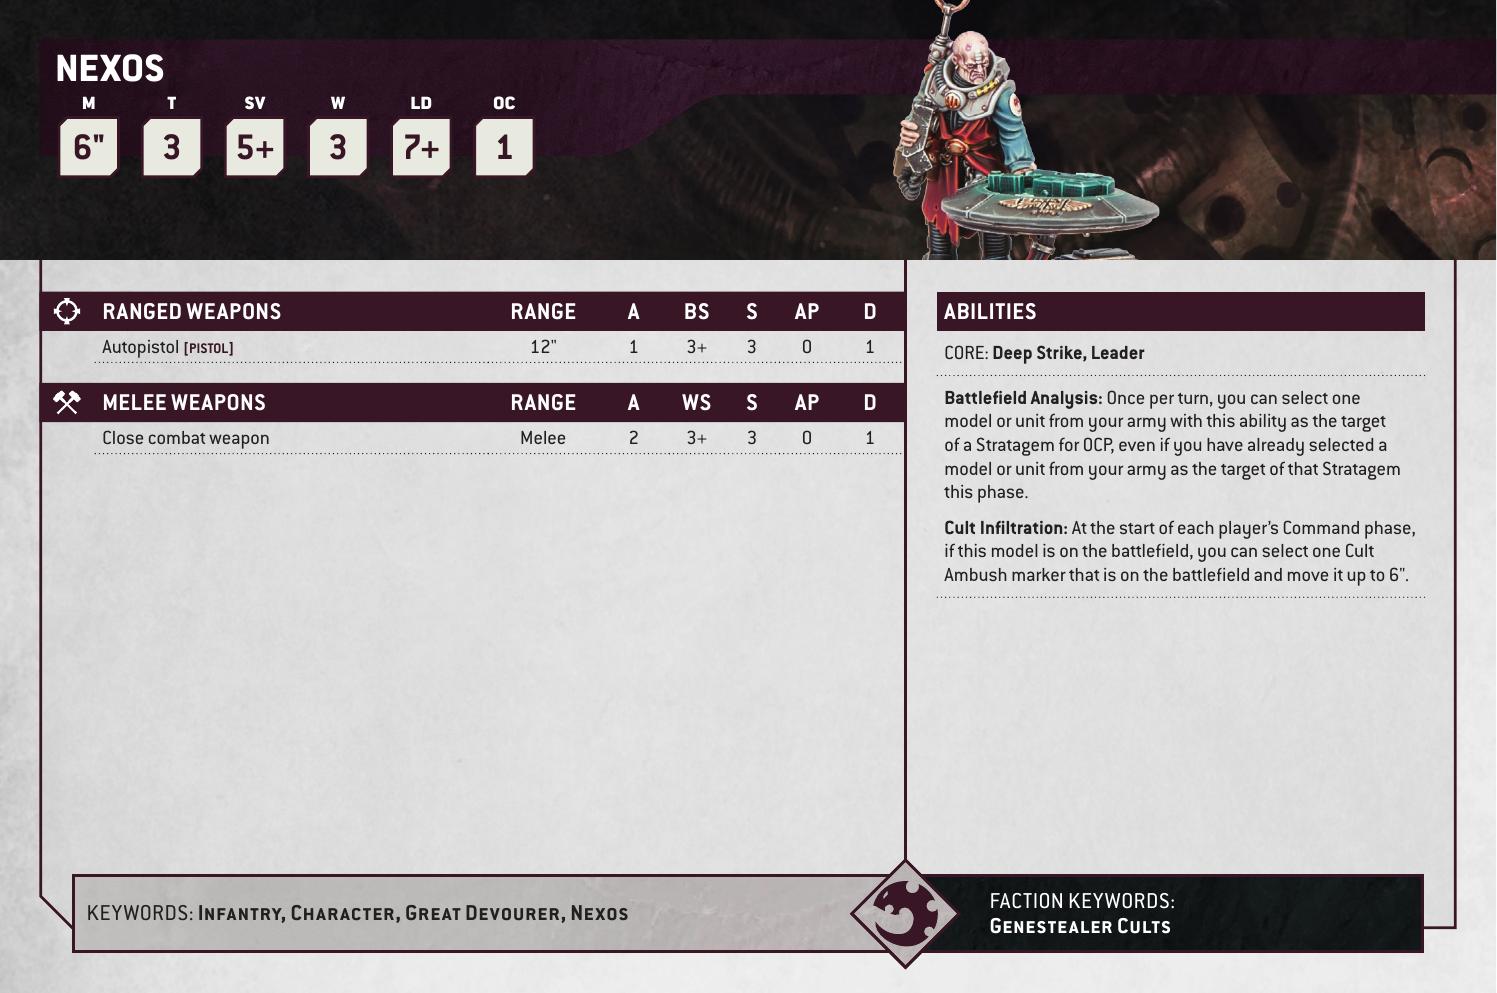 NEXOS
M T SV W LD OC
6" 3 5+ 3 7+ 1
RANGED WEAPONS RANGE A BS S AP D
Autopistol [PISTOL] 12" 1 3+ 3 0 1
MELEE WEAPONS RANGE A WS S AP D
Close combat weapon Melee 2 3+ 3 0 1
ABILITIES
CORE: Deep Strike, Leader
Battlefield Analysis: Once per turn, you can select one
model or unit from your army with this ability as the target
of a Stratagem for 0CP, even if you have already selected a
model or unit from your army as the target of that Stratagem
this phase.
Cult Infiltration: At the start of each player's Command phase,
if this model is on the battlefield, you can select one Cult
Ambush marker that is on the battlefield and move it up to 6".
KEYWORDS: INFANTRY, CHARACTER, GREAT DEVOURER, NEXOS
FACTION KEYWORDS:
GENESTEALER CULTS